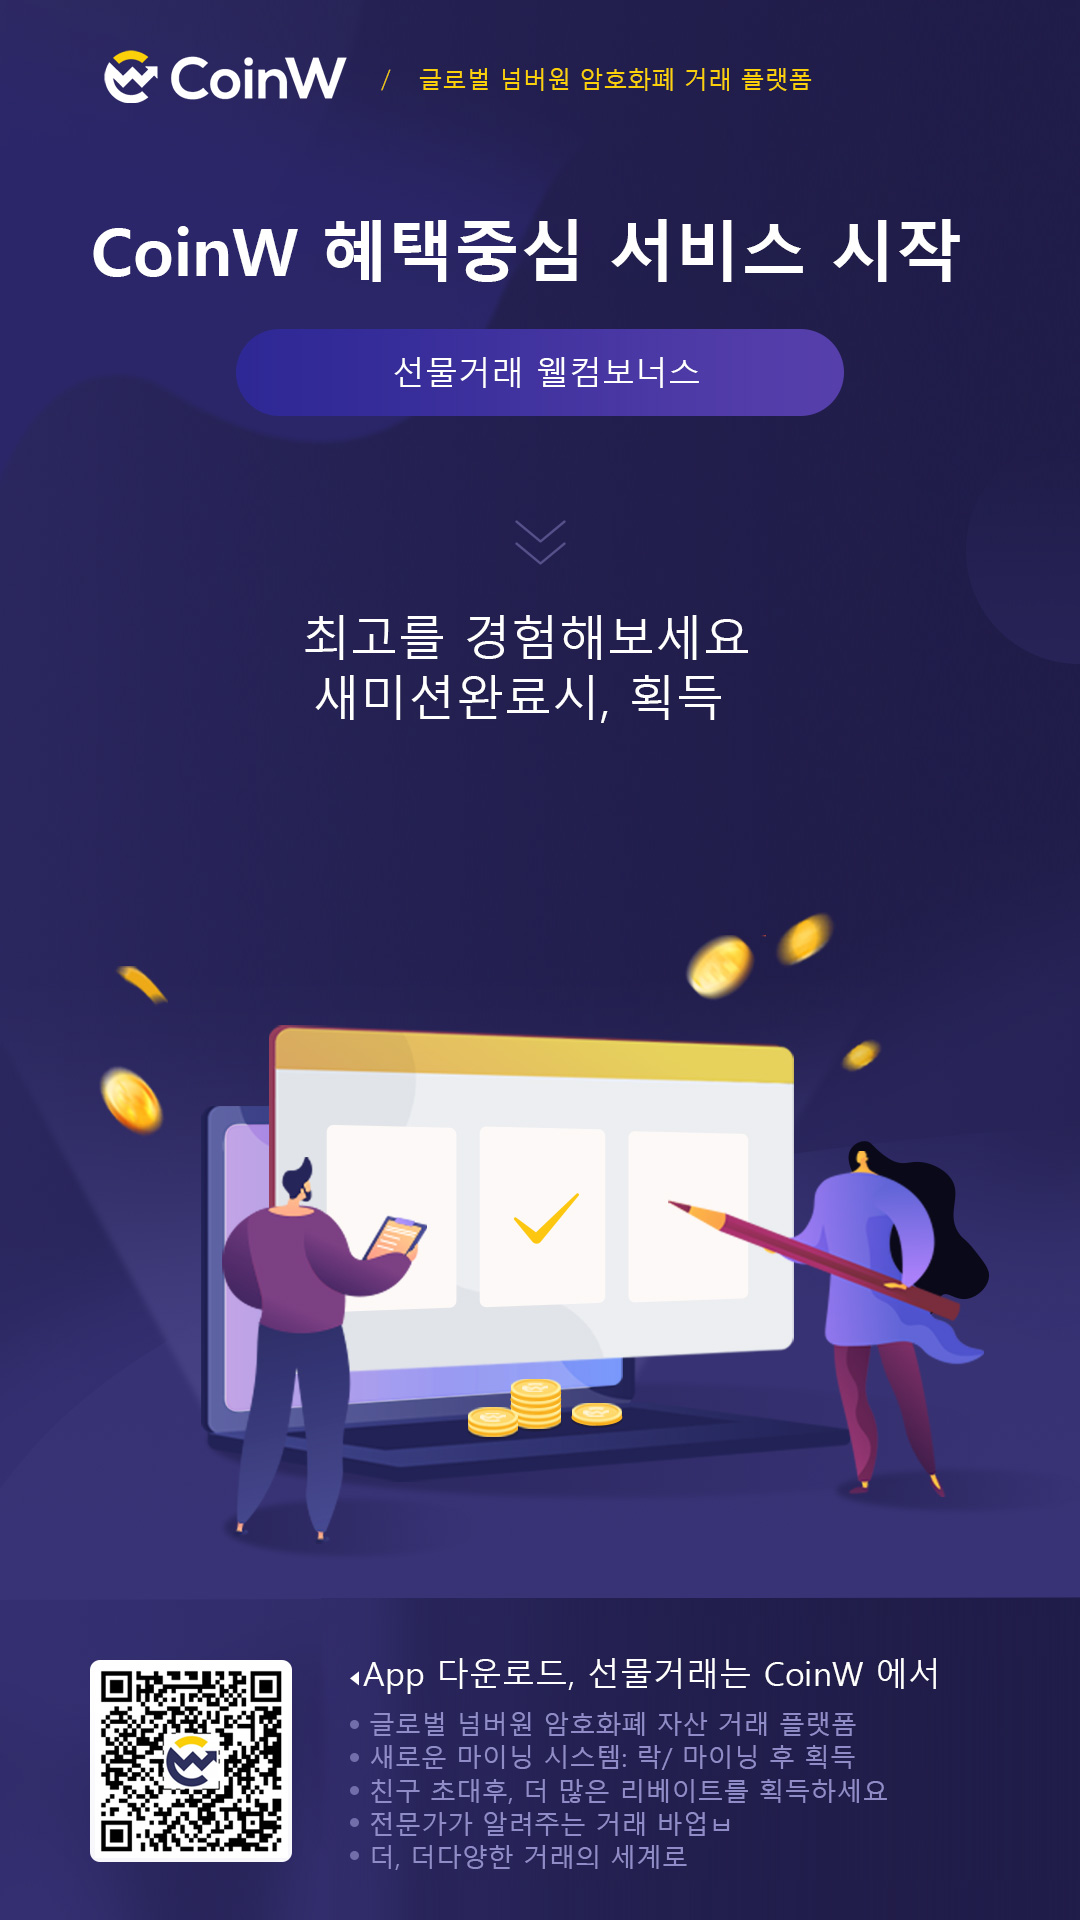 CoinW / 글로벌 넘버원 암호화폐 거래 플랫폼
CoinW 혜택중심 서비스 시작
선물거래 웰컴보너스
최고를 경험해보세요
새미션완료시, 획득
App 다운로드, 선물거래는 CoinW 에서
• 글로벌 넘버원 암호화폐 자산 거래 플랫폼
• 새로운 마이닝 시스템: 락/ 마이닝 후 획득
• 친구 초대후, 더 많은 리베이트를 획득하세요
• 전문가가 알려주는 거래 바업ㅂ
• 더, 더다양한 거래의 세계로